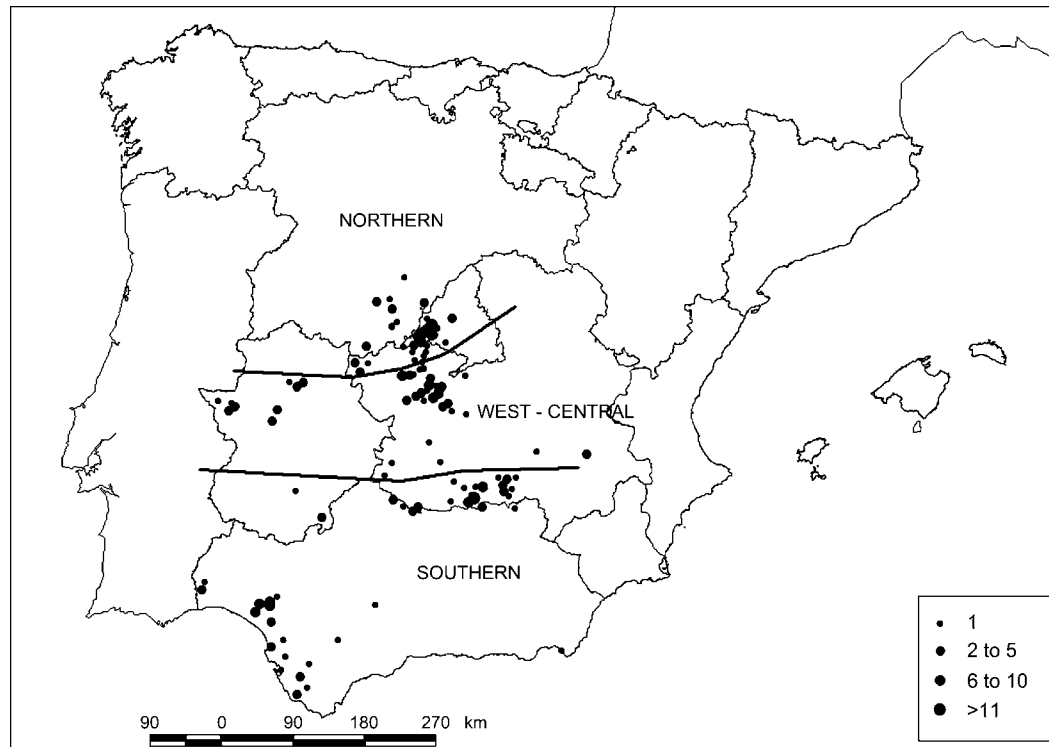 NORTHERN
WEST - CENTRAL
SOUTHERN
1
2 to 5
6 to 10
>11
90 0 90 180 270 km